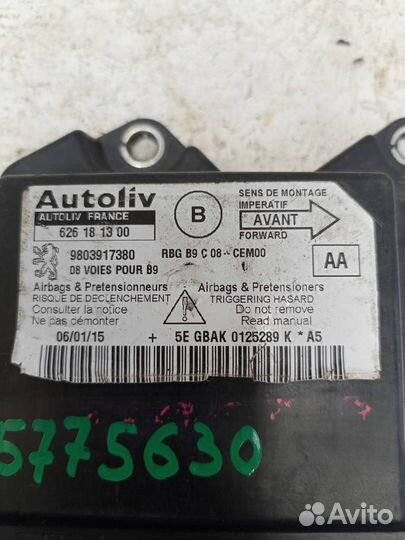 Autoliv
AUTOLIV FRANCE
626 18 13 00
B
SENS DE MONTAGE
IMPERATIF
AVANT
FORWARD
9803917380
08 VOIES POUR B9
RBG B9 C 08 - CEM00
AA
Airbags & Pretensionneurs
RISQUE DE DECLENCHEMENT
Consulter la notice
Ne pas démonter
Airbags & Pretensioners
TRIGGERING HASARD
Do not remove
Read manual
06/01/15 + 5E GBAK 0125289 K * A5
5775630
Avito